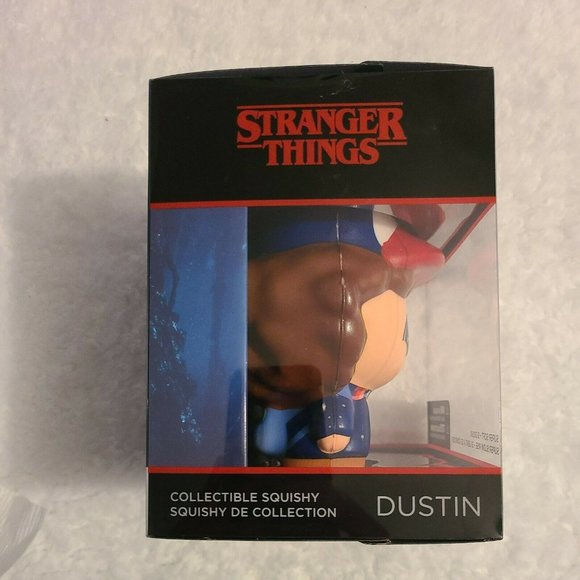 STRANGER
THINGS
COLLECTIBLE SQUISHY
SQUISHY DE COLLECTION
DUSTIN